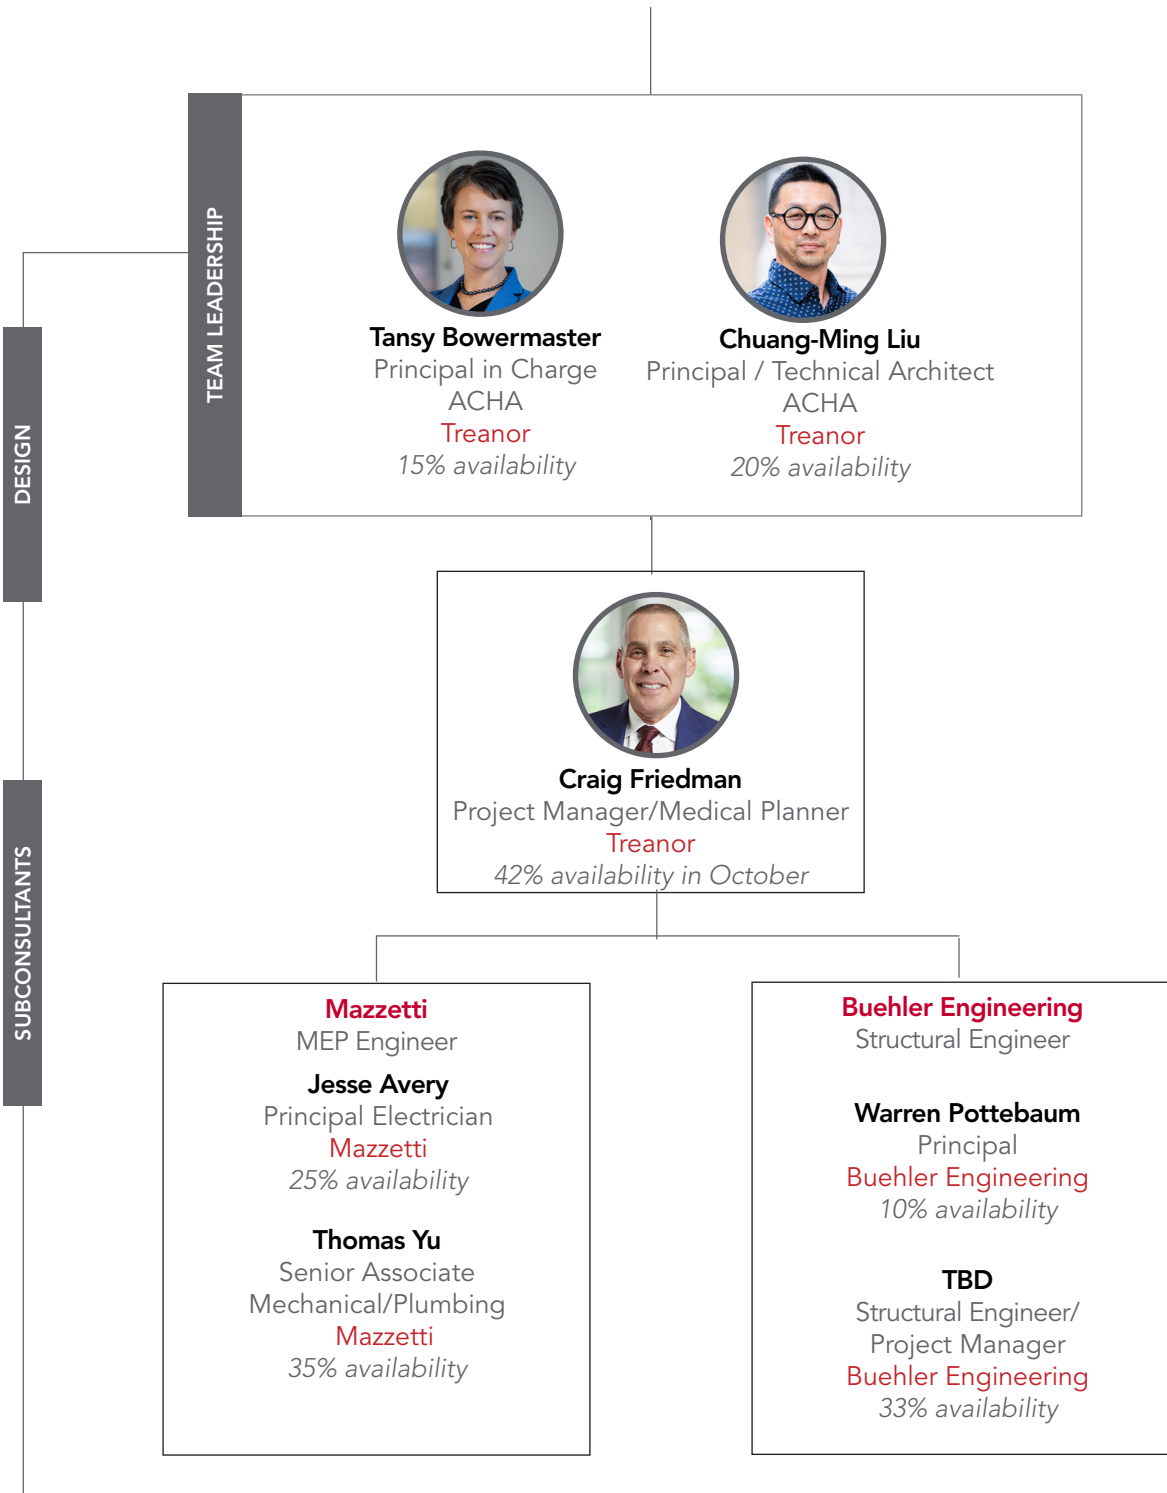 TEAM LEADERSHIP
Tansy Bowermaster
Principal in Charge
ACHA
Treanor
15% availability
Chuang-Ming Liu
Principal / Technical Architect
ACHA
Treanor
20% availability
DESIGN
Craig Friedman
Project Manager/Medical Planner
Treanor
42% availability in October
SUBCONSULTANTS
Mazzetti
MEP Engineer
Jesse Avery
Principal Electrician
Mazzetti
25% availability
Thomas Yu
Senior Associate
Mechanical/Plumbing
Mazzetti
35% availability
Buehler Engineering
Structural Engineer
Warren Pottebaum
Principal
Buehler Engineering
10% availability
TBD
Structural Engineer/
Project Manager
Buehler Engineering
33% availability